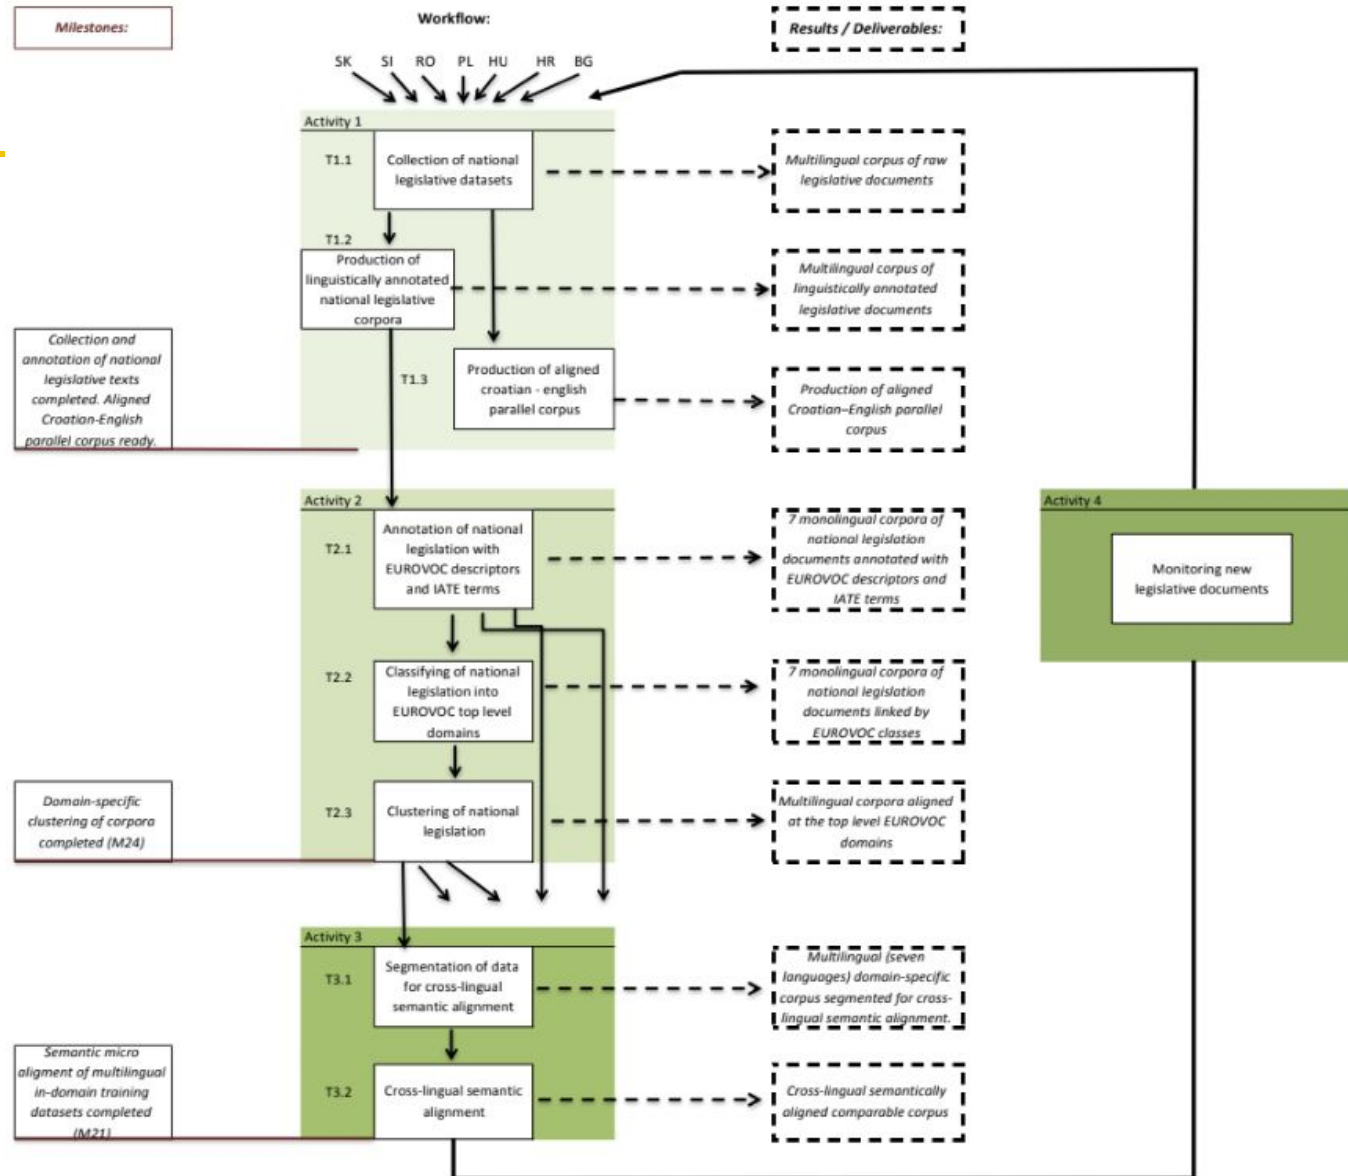 Milestones:
Workflow:
Results / Deliverables:
SK
SI
RO
PL
HU
HR
BG
Activity 1
T1.1
Collection of national
legislative datasets
Multilingual corpus of raw
legislative documents
T1.2
Production of
linguistically annotated
national legislative
corpora
Multilingual corpus of
linguistically annotated
legislative documents
Collection and
annotation of national
legislative texts
completed. Aligned
Croatian-English
parallel corpus ready.
T1.3
Production of aligned
croatian - english
parallel corpus
Production of aligned
Croatian–English parallel
corpus
Activity 2
T2.1
Annotation of national
legislation with
EUROVOC descriptors
and IATE terms
7 monolingual corpora of
national legislation
documents annotated with
EUROVOC descriptors and
IATE terms
Activity 4
Monitoring new
legislative documents
T2.2
Classifying of national
legislation into
EUROVOC top level
domains
7 monolingual corpora of
national legislation
documents linked by
EUROVOC classes
Domain-specific
clustering of corpora
completed (M24)
T2.3
Clustering of national
legislation
Multilingual corpora aligned
at the top level EUROVOC
domains
Activity 3
T3.1
Segmentation of data
for cross-lingual
semantic alignment
Multilingual (seven
languages) domain-specific
corpus segmented for cross-
lingual semantic alignment.
Semantic micro
aligment of multilingual
in-domain training
datasets completed
(M21)
T3.2
Cross-lingual semantic
alignment
Cross-lingual semantically
aligned comparable corpus